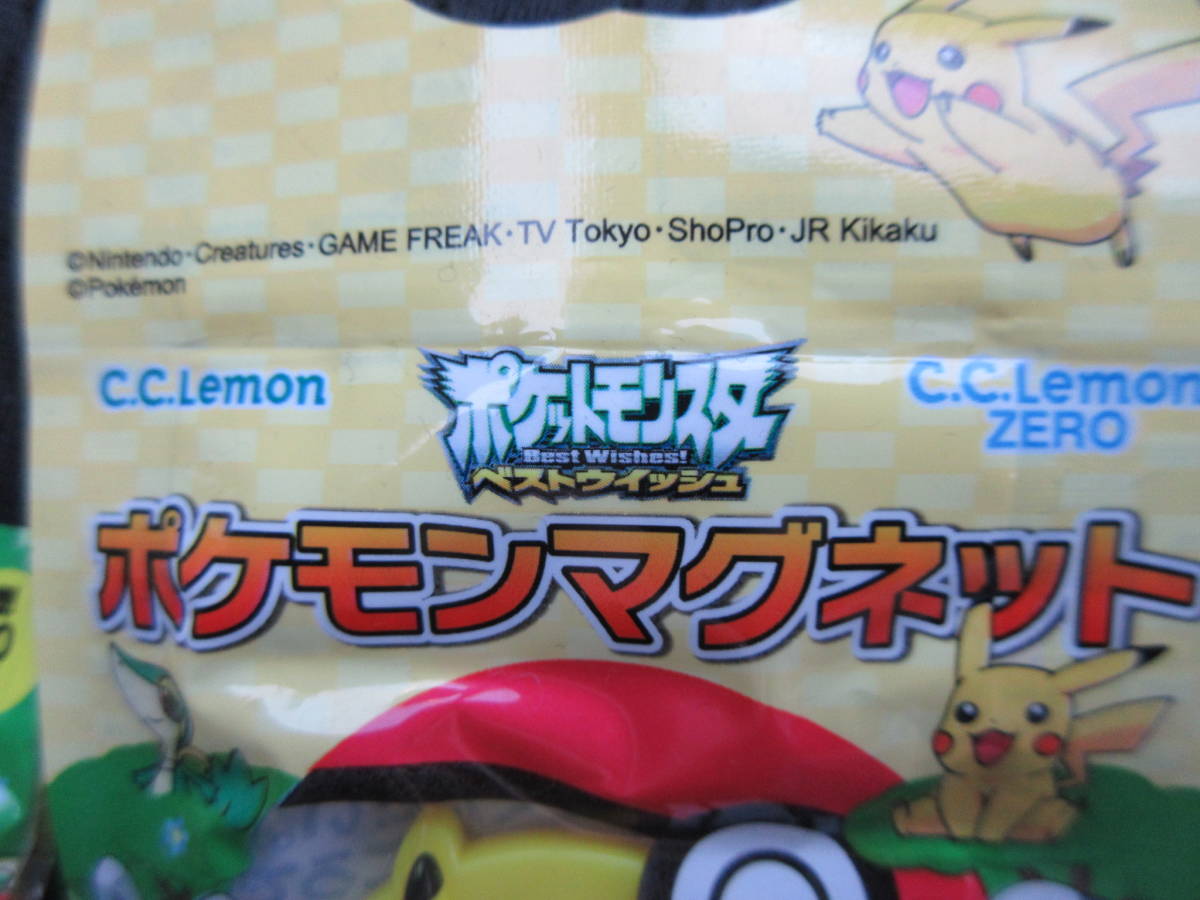 ©Nintendo・Creatures・GAME FREAK・TV Tokyo・ShoPro・JR Kikaku
©Pokémon
C.C.Lemon
ポケットモンスター
Best Wishes!
ベストウイッシュ
C.C.Lemon
ZERO
ポケモンマグネット